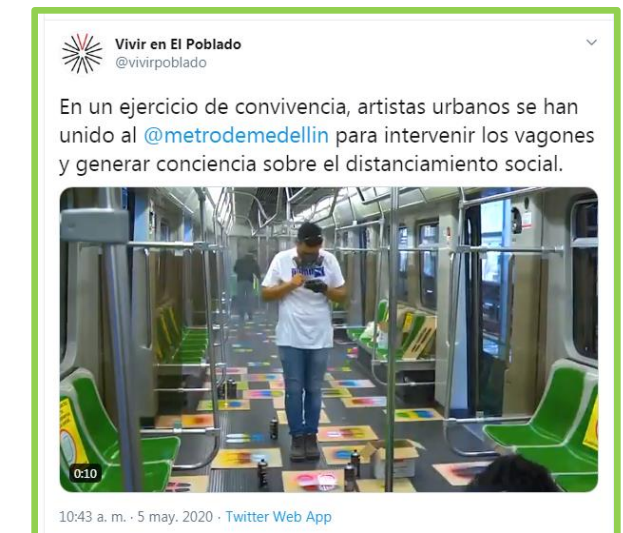 Vivir en El Poblado
@vivirpoblado
En un ejercicio de convivencia, artistas urbanos se han
unido al @metrodemedellin para intervenir los vagones
y generar conciencia sobre el distanciamiento social.
0:10
10:43 a. m. · 5 may. 2020 · Twitter Web App